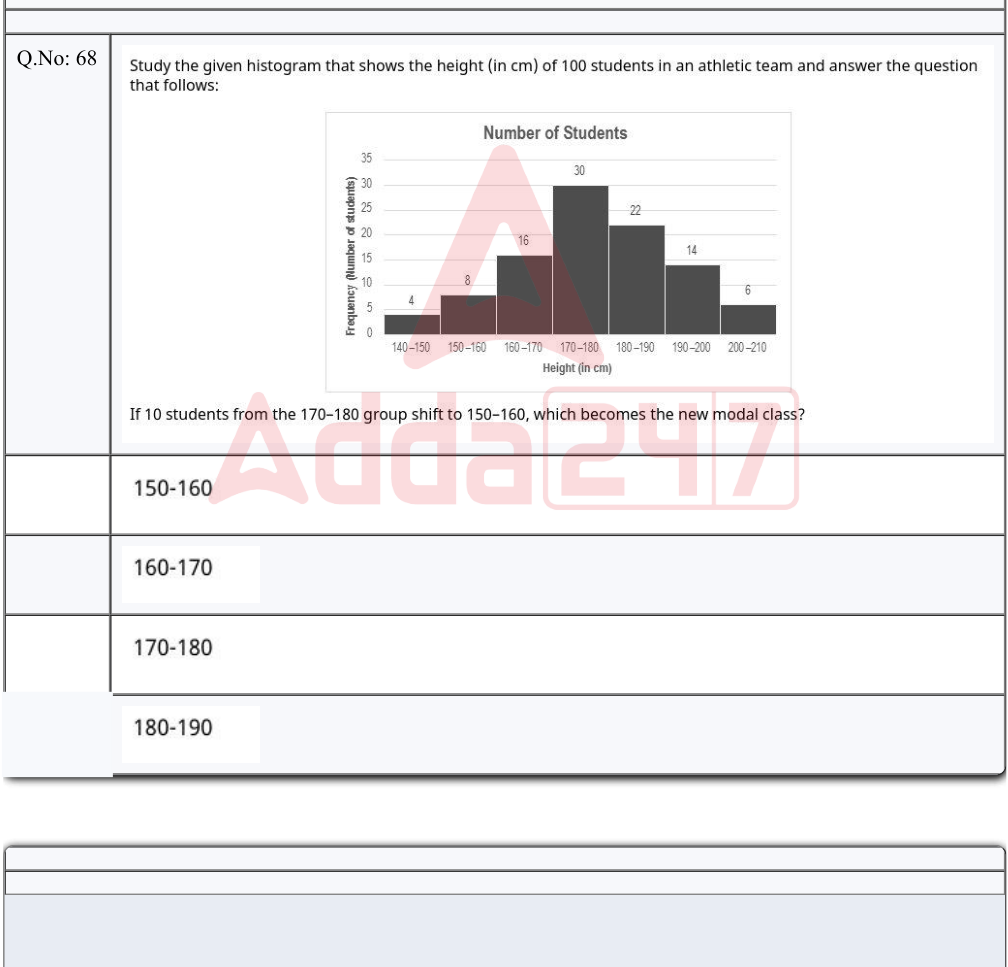 Q.No: 68
Study the given histogram that shows the height (in cm) of 100 students in an athletic team and answer the question
that follows:
Number of Students
35
30
25
20
15
10
5
0
4
8
16
30
22
14
6
140–150 150–160 160–170 170–180 180–190 190–200 200–210
Frequency (Number of students)
Height (in cm)
If 10 students from the 170–180 group shift to 150–160, which becomes the new modal class?
Adda247
150-160
160-170
170-180
180-190